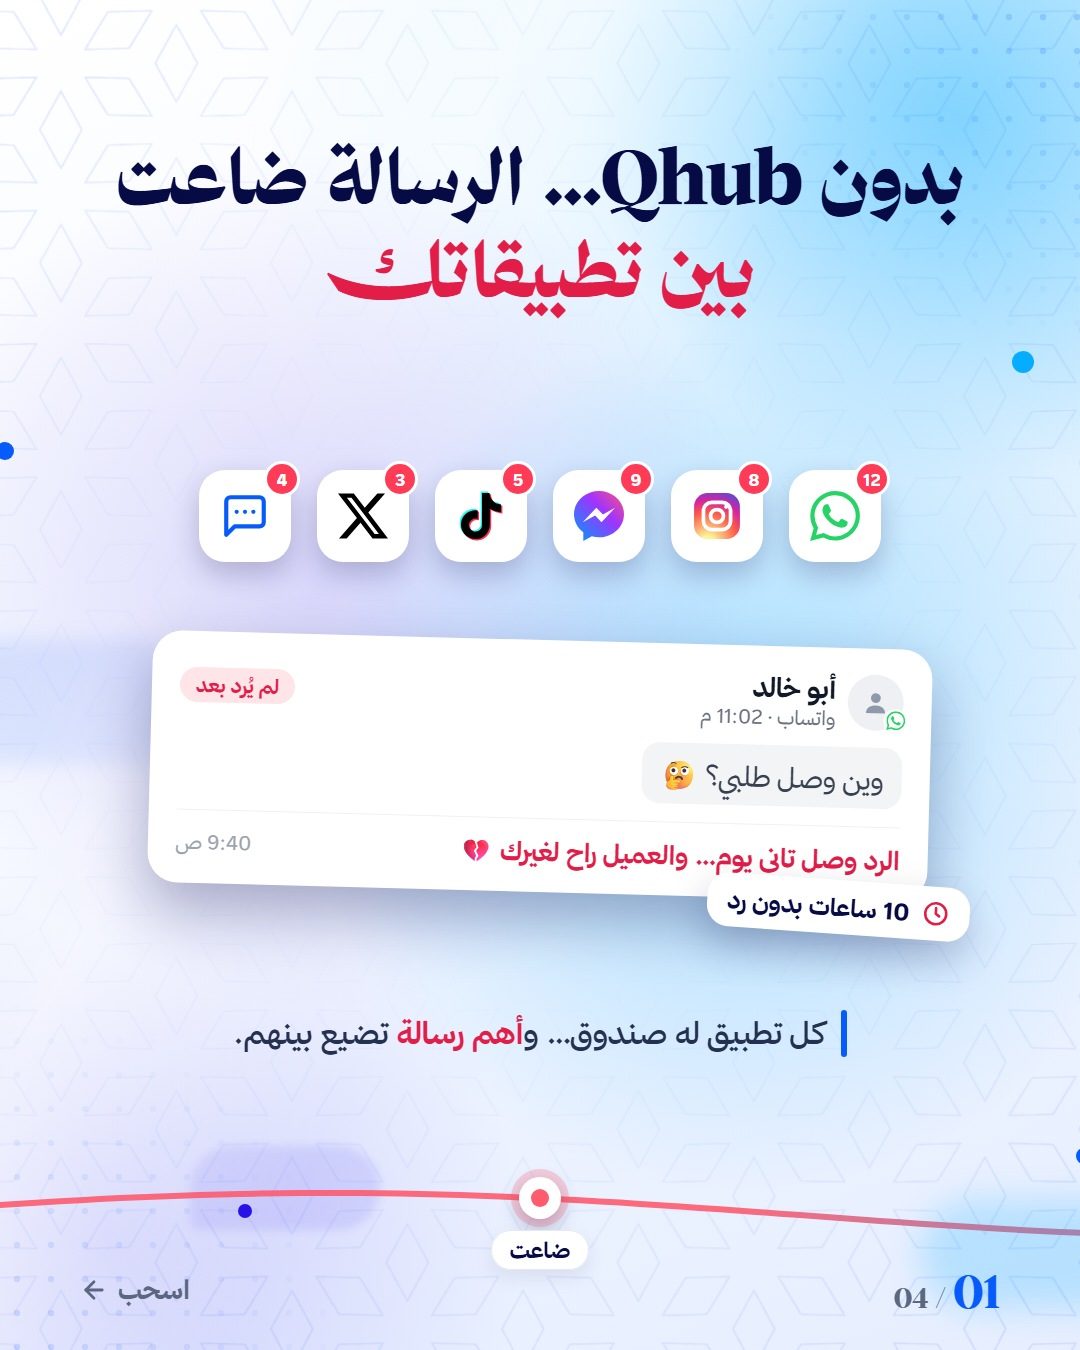 بدون Qhub... الرسالة ضاعت
بين تطبيقاتك
12
8
9
5
3
4
أبو خالد
واتساب · 11:02 م
لم يُرد بعد
وين وصل طلبي؟ 🤔
الرد وصل تانى يوم... والعميل راح لغيرك 💔
9:40 ص
10 ساعات بدون رد
كل تطبيق له صندوق... وأهم رسالة تضيع بينهم.
ضاعت
01 / 04
اسحب ←